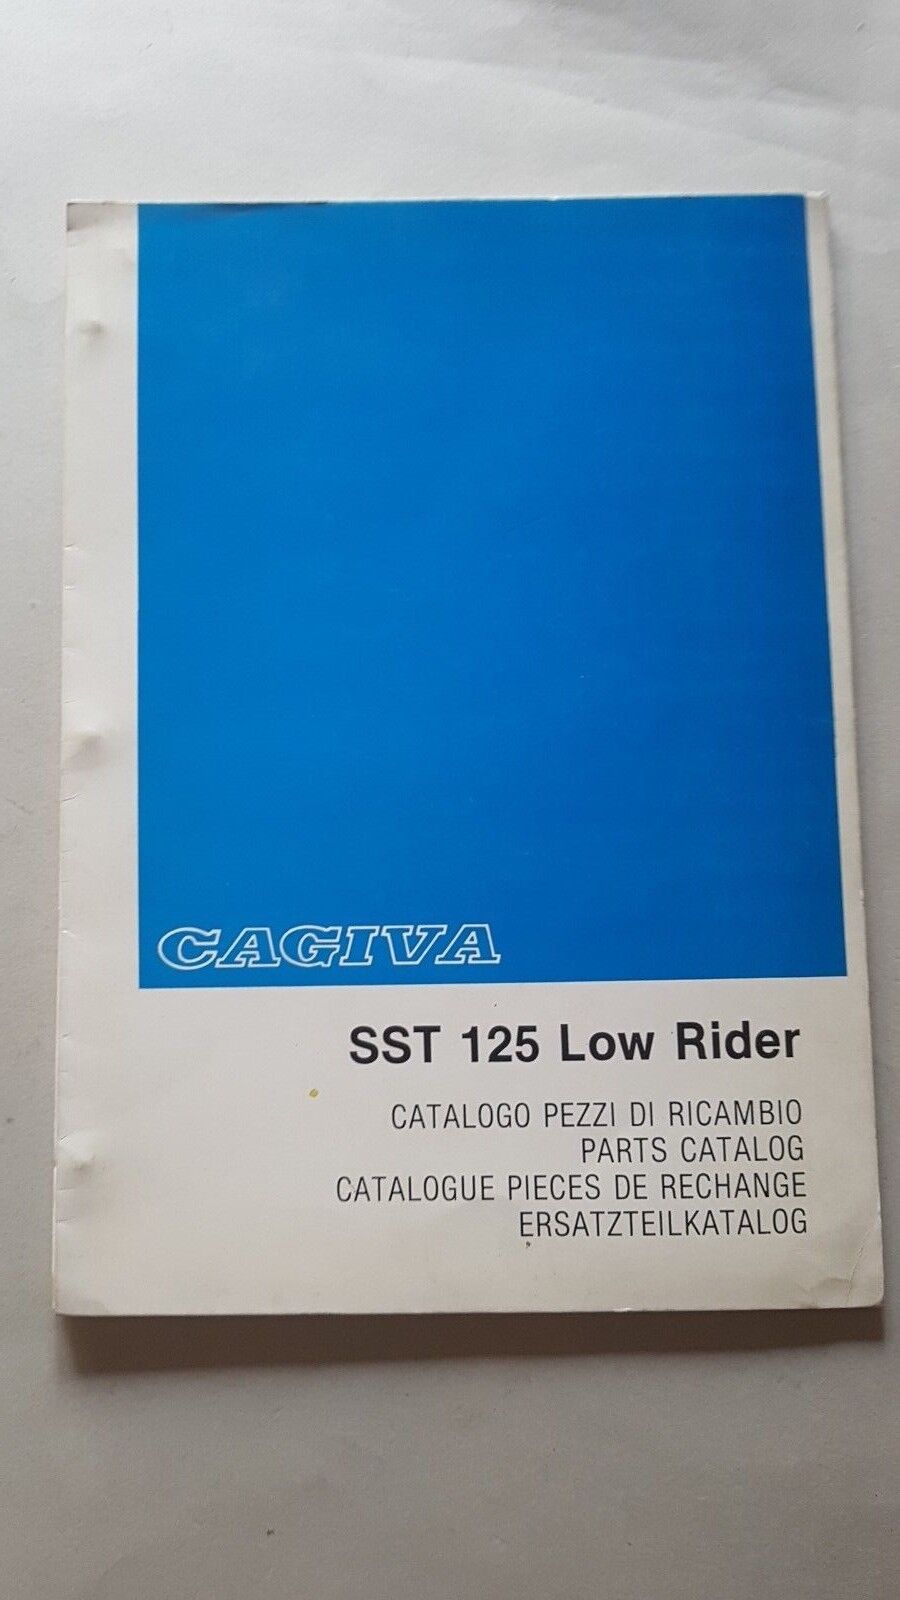 CAGIVA
SST 125 Low Rider
CATALOGO PEZZI DI RICAMBIO
PARTS CATALOG
CATALOGUE PIECES DE RECHANGE
ERSATZTEILKATALOG